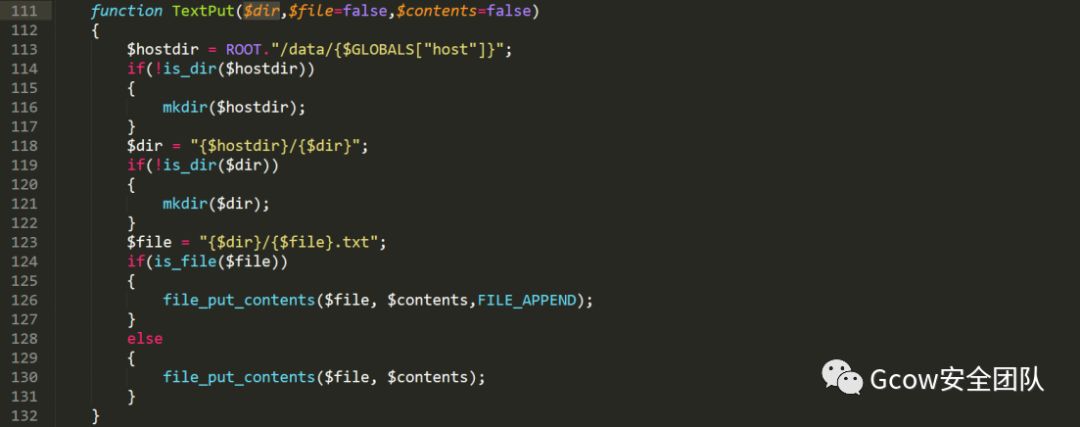 111 function TextPut($dir,$file=false,$contents=false)
112 {
113 $hostdir = ROOT."/data/{$GLOBALS["host"]}";
114 if(!is_dir($hostdir))
115 {
116 mkdir($hostdir);
117 }
118 $dir = "{$hostdir}/{$dir}";
119 if(!is_dir($dir))
120 {
121 mkdir($dir);
122 }
123 $file = "{$dir}/{$file}.txt";
124 if(is_file($file))
125 {
126 file_put_contents($file, $contents,FILE_APPEND);
127 }
128 else
129 {
130 file_put_contents($file, $contents);
131 }
132 }
Gcow安全团队